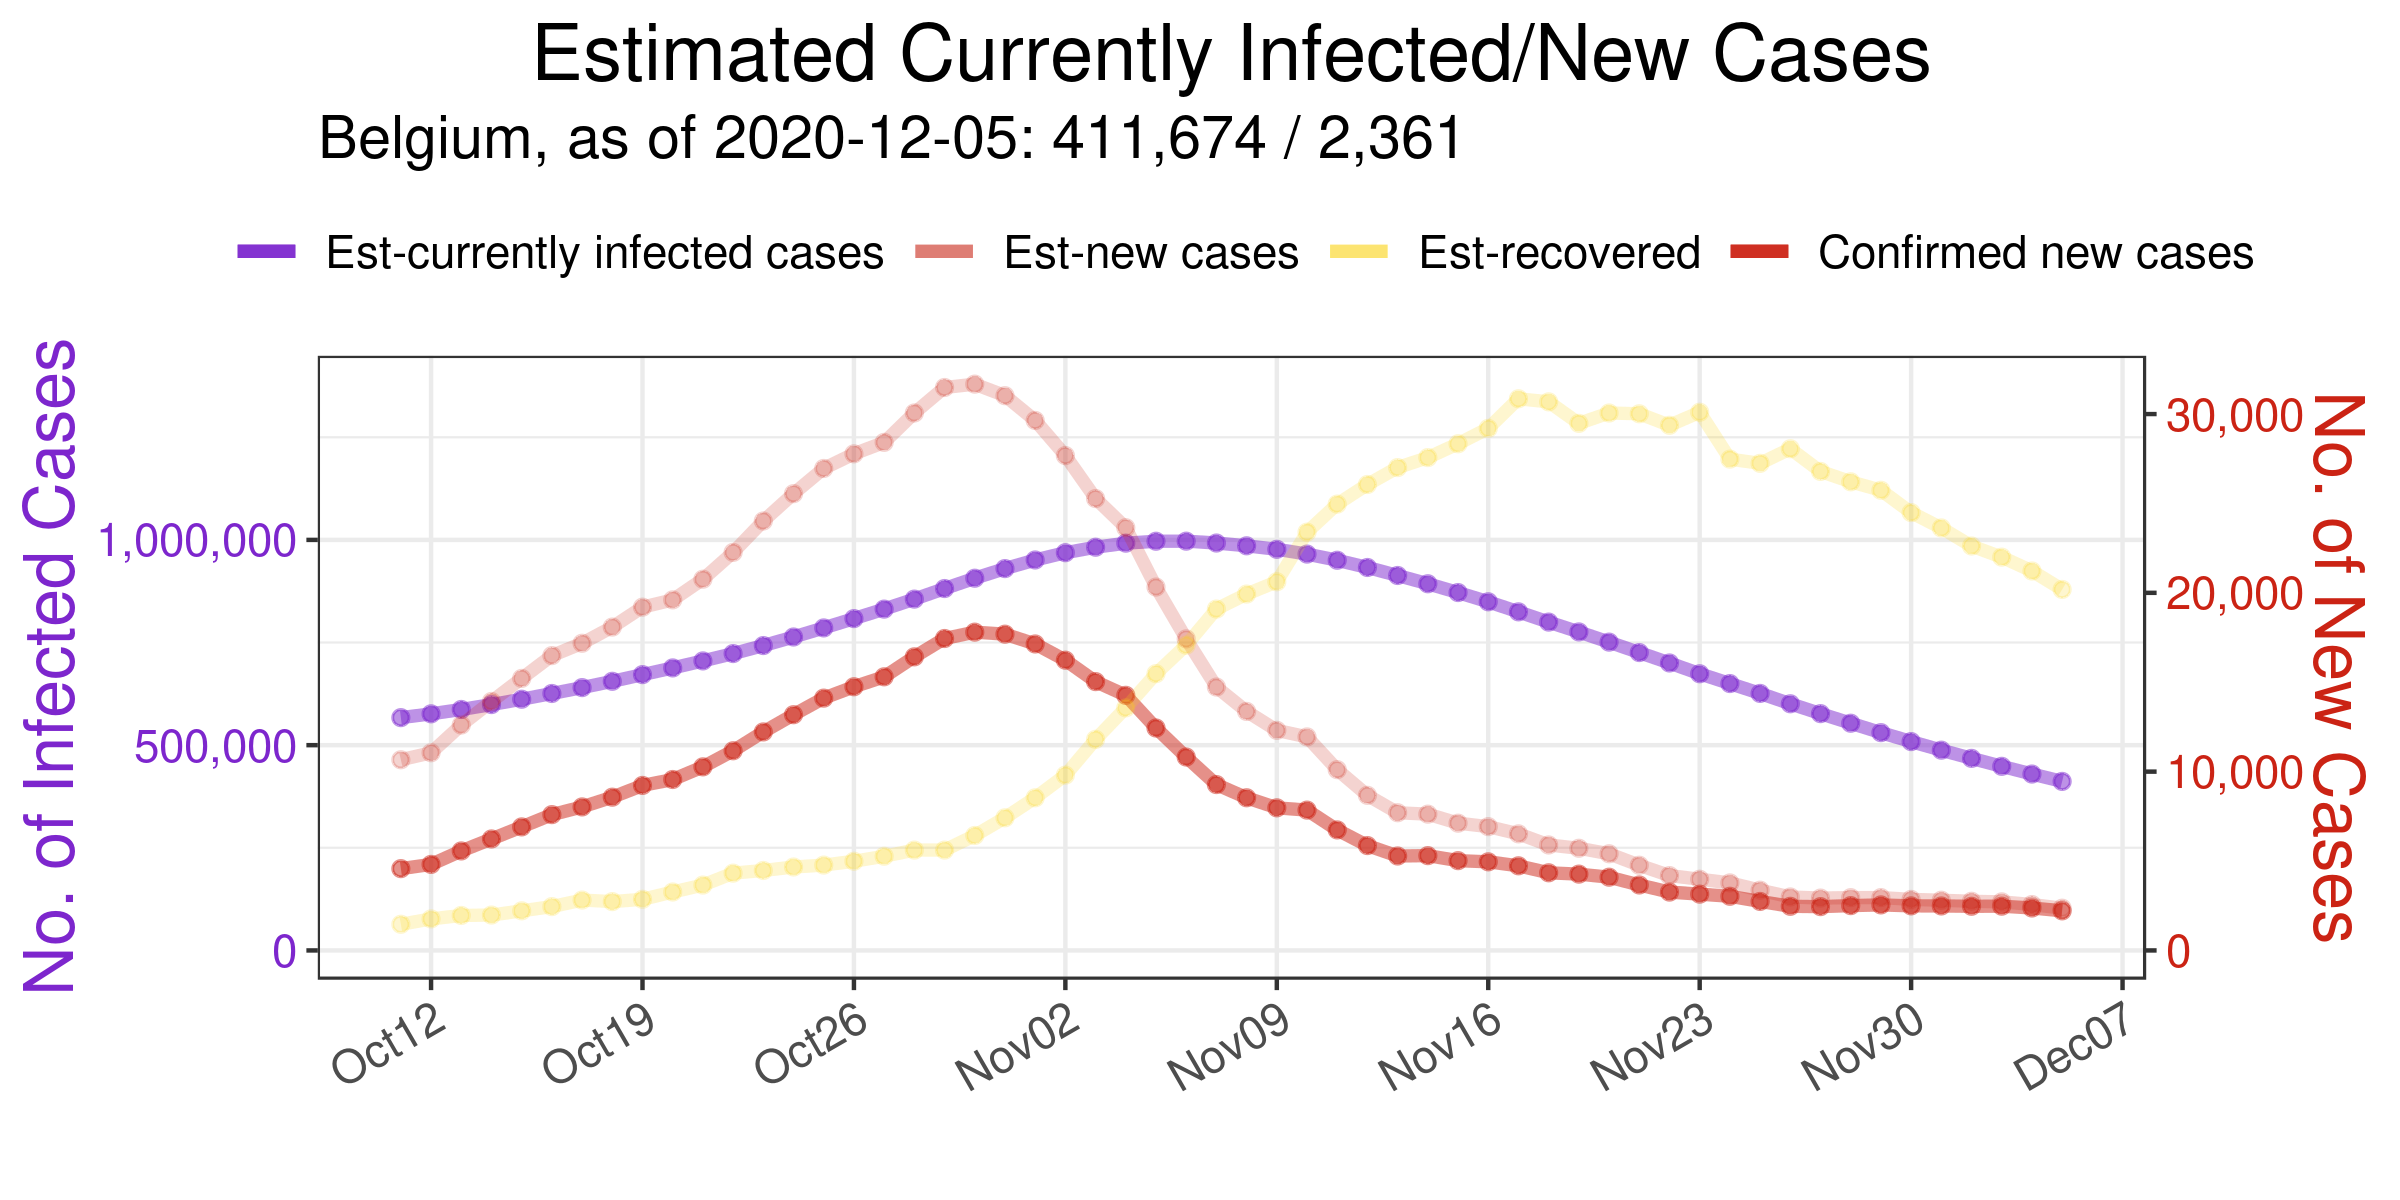 Estimated Currently Infected/New Cases
Belgium, as of 2020-12-05: 411,674 / 2,361
Est-currently infected cases Est-new cases Est-recovered Confirmed new cases
No. of Infected Cases
1,000,000
500,000
0
30,000
20,000
10,000
0
No. of New Cases
Oct12 Oct19 Oct26 Nov02 Nov09 Nov16 Nov23 Nov30 Dec07